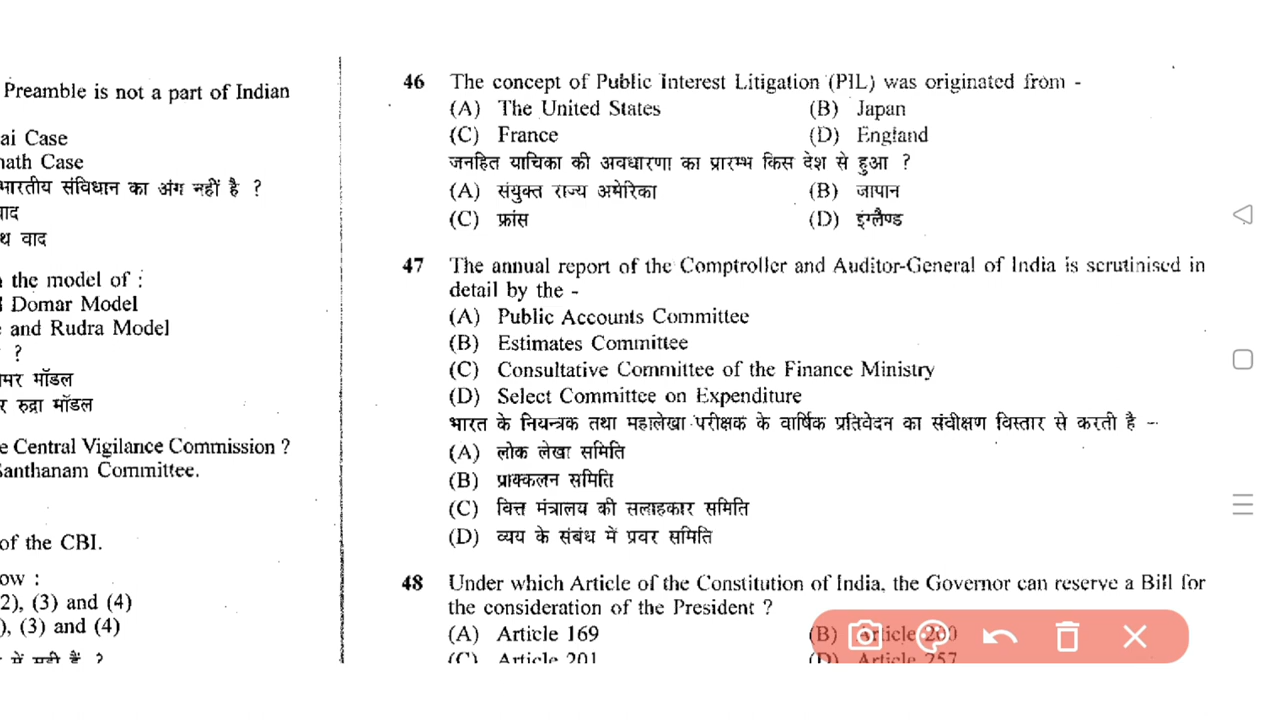 Preamble is not a part of Indian
ai Case
nath Case
भारतीय संविधान का अंग नहीं है ?
वाद
थ वाद
the model of :
Domar Model
and Rudra Model
?
मर मॉडल
र रुद्रा मॉडल
e Central Vigilance Commission ?
Santhanam Committee.
of the CBI.
ow :
2), (3) and (4)
), (3) and (4)
46 The concept of Public Interest Litigation (PIL) was originated from -
(A) The United States (B) Japan
(C) France (D) England
जनहित याचिका की अवधारणा का प्रारम्भ किस देश से हुआ ?
(A) संयुक्त राज्य अमेरिका (B) जापान
(C) फ्रांस (D) इंग्लैण्ड
47 The annual report of the Comptroller and Auditor-General of India is scrutinised in
detail by the -
(A) Public Accounts Committee
(B) Estimates Committee
(C) Consultative Committee of the Finance Ministry
(D) Select Committee on Expenditure
भारत के नियन्त्रक तथा महालेखा परीक्षक के वार्षिक प्रतिवेदन का संवीक्षण विस्तार से करती है -
(A) लोक लेखा समिति
(B) प्राक्कलन समिति
(C) वित्त मंत्रालय की सलाहकार समिति
(D) व्यय के संबंध में प्रवर समिति
48 Under which Article of the Constitution of India, the Governor can reserve a Bill for
the consideration of the President ?
(A) Article 169 (B) Article 200
(C) Article 201 (D) Article 257